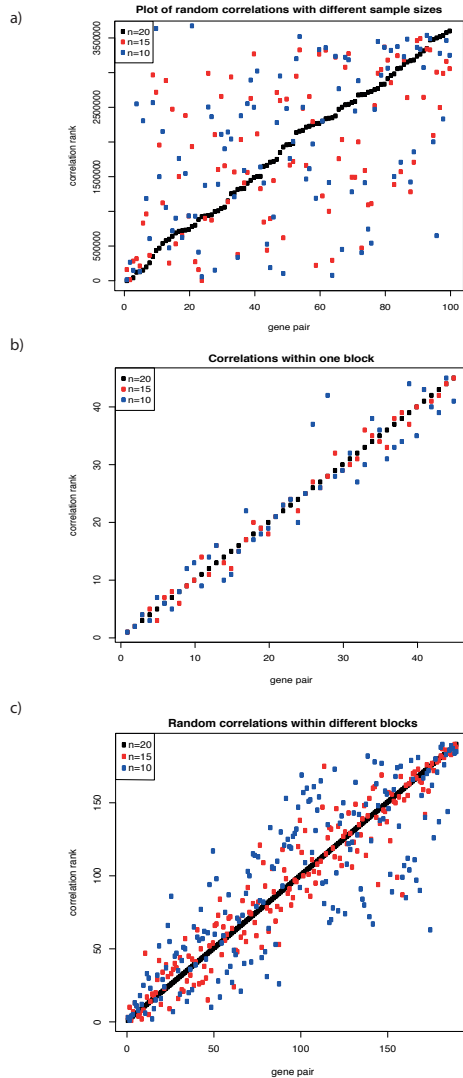 a)
Plot of random correlations with different sample sizes
n=20
n=15
n=10
correlation rank
0
500000
1500000
2500000
3500000
0
20
40
60
80
100
gene pair
b)
Correlations within one block
n=20
n=15
n=10
correlation rank
0
10
20
30
40
0
10
20
30
40
gene pair
c)
Random correlations within different blocks
n=20
n=15
n=10
correlation rank
0
50
100
150
0
50
100
150
gene pair